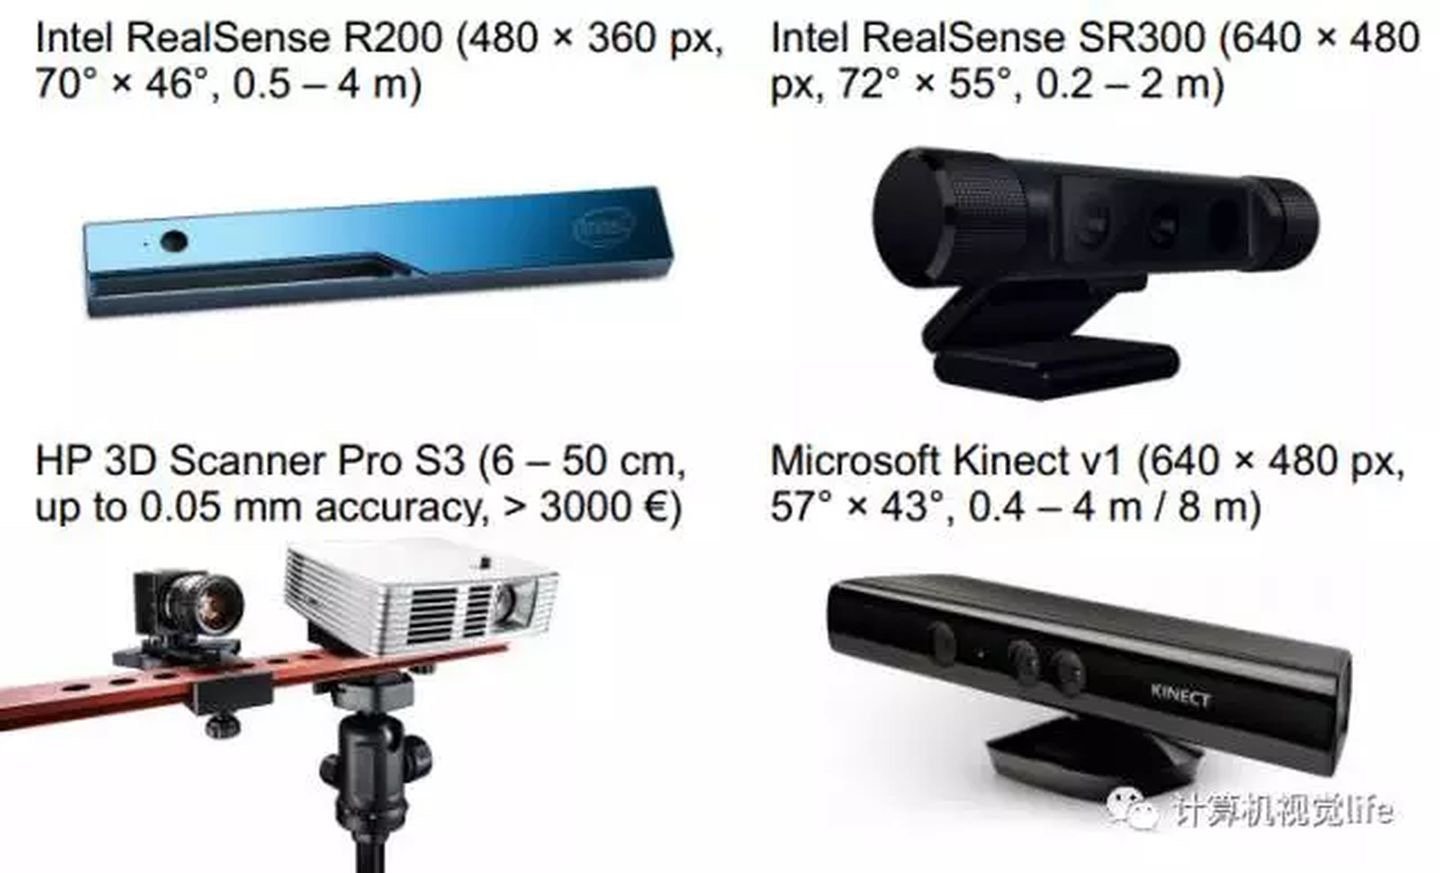 Intel RealSense R200 (480 × 360 px,
70° × 46°, 0.5 – 4 m)
Intel RealSense SR300 (640 × 480
px, 72° × 55°, 0.2 – 2 m)
intel
HP 3D Scanner Pro S3 (6 – 50 cm,
up to 0.05 mm accuracy, > 3000 €)
Microsoft Kinect v1 (640 × 480 px,
57° × 43°, 0.4 – 4 m / 8 m)
KINECT
计算机视觉life